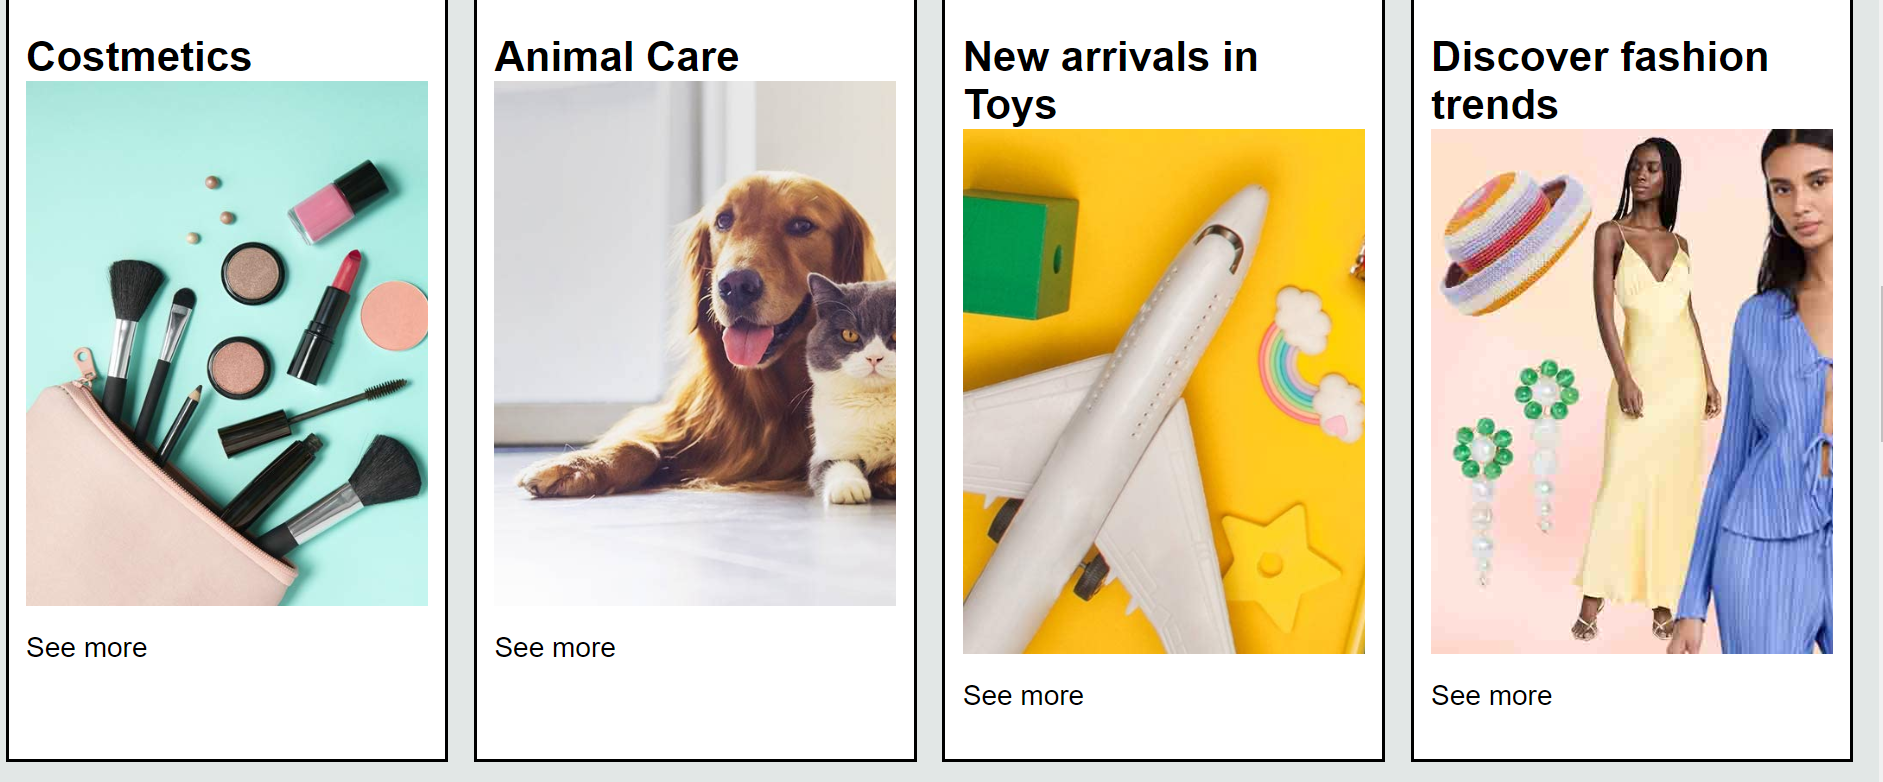 Costmetics
See more
Animal Care
See more
New arrivals in
Toys
See more
Discover fashion
trends
See more